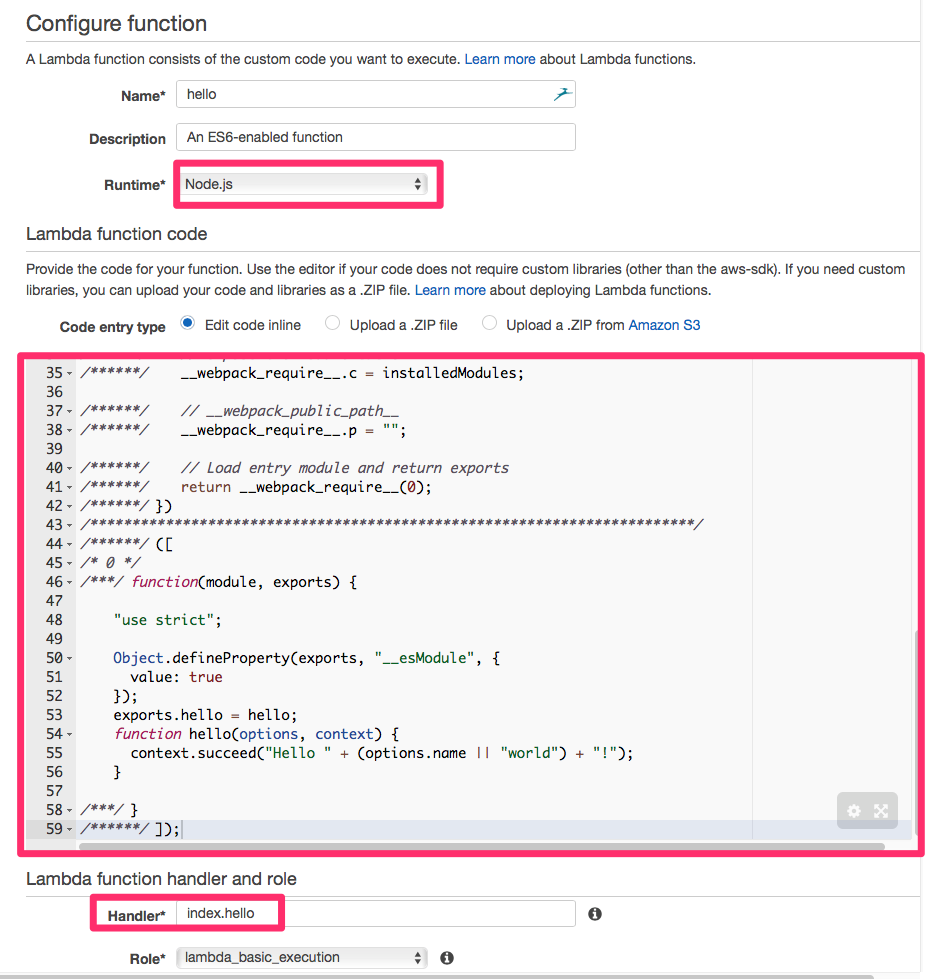 Configure function
A Lambda function consists of the custom code you want to execute. Learn more about Lambda functions.
Name* hello
Description An ES6-enabled function
Runtime* Node.js
Lambda function code
Provide the code for your function. Use the editor if your code does not require custom libraries (other than the aws-sdk). If you need custom
libraries, you can upload your code and libraries as a .ZIP file. Learn more about deploying Lambda functions.
Code entry type Edit code inline Upload a .ZIP file Upload a .ZIP from Amazon S3
35 /******/ __webpack_require__.c = installedModules;
36
37 /******/ // __webpack_public_path__
38 /******/ __webpack_require__.p = "";
39
40 /******/ // Load entry module and return exports
41 /******/ return __webpack_require__(0);
42 /******/ })
43 /************************************************************************/
44 /******/ ([
45 /* 0 */
46 /***/ function(module, exports) {
47
48 "use strict";
49
50 Object.defineProperty(exports, "__esModule", {
51 value: true
52 });
53 exports.hello = hello;
54 function hello(options, context) {
55 context.succeed("Hello " + (options.name || "world") + "!");
56 }
57
58 /***/ }
59 /******/ ]);
Lambda function handler and role
Handler* index.hello
Role* lambda_basic_execution